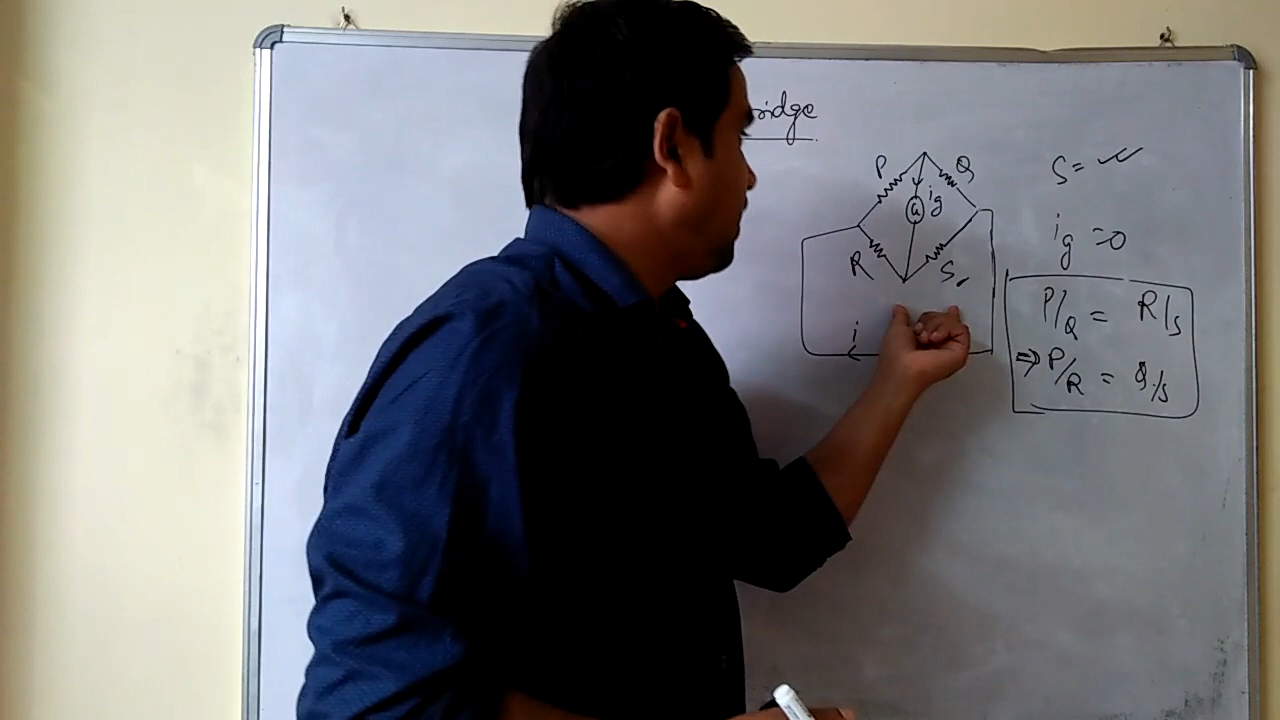 ridge
P Q
G ig
R S
i
S =
ig = 0
P/Q = R/S
⇒ P/R = Q/S